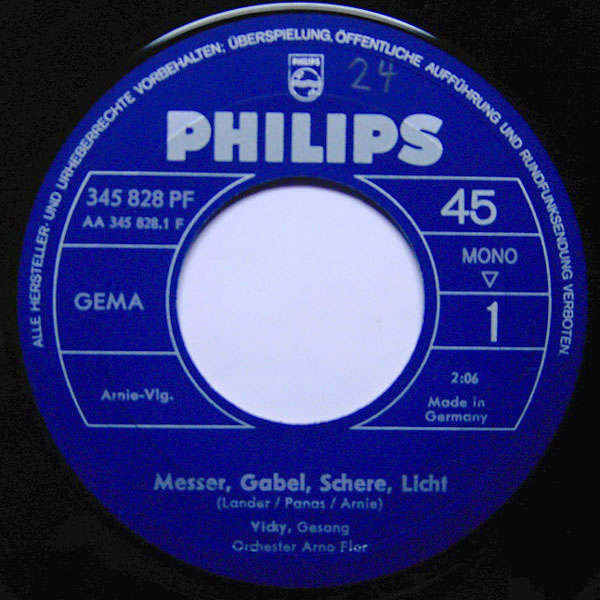 ALLE HERSTELLER- UND URHEBERRECHTE VORBEHALTEN; ÜBERSPIELUNG, ÖFFENTLICHE AUFFÜHRUNG UND RUNDFUNKSENDUNG VERBOTEN.
PHILIPS
24
PHILIPS
345 828 PF
AA 345 828.1 F
GEMA
Arnie-Vlg.
45
MONO
1
2:06
Made in
Germany
Messer, Gabel, Schere, Licht
(Lander / Panas / Arnie)
Vicky, Gesang
Orchester Arno Flor